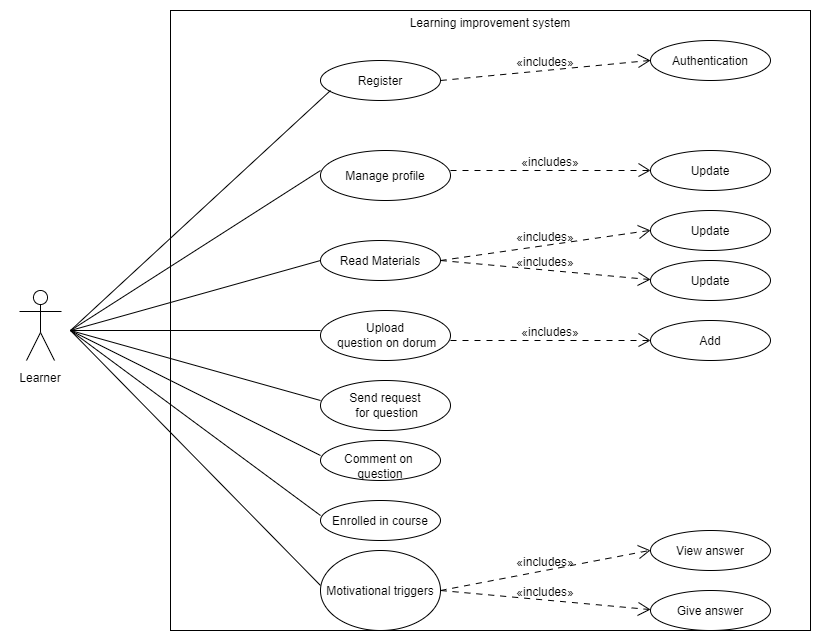 Learning improvement system
Register
«includes»
Authentication
Manage profile
«includes»
Update
Read Materials
«includes»
Update
«includes»
Update
Upload
question on dorum
«includes»
Add
Send request
for question
Comment on
question
Enrolled in course
Motivational triggers
«includes»
View answer
«includes»
Give answer
Learner